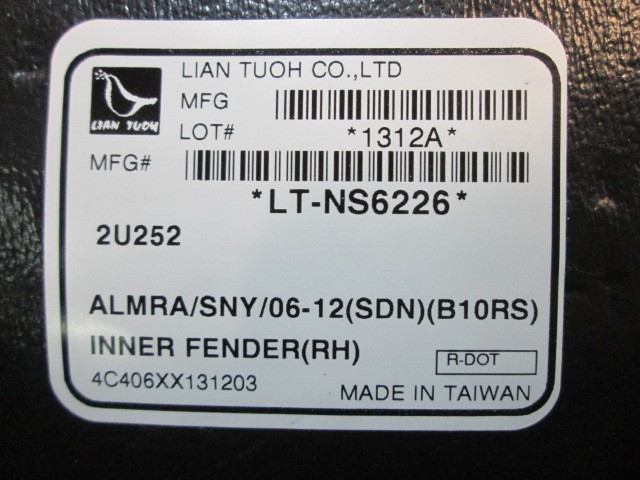 LIAN TUOH CO.,LTD
MFG
LOT#
*1312A*
LIAN TUOH
MFG#
*LT-NS6226*
2U252
ALMRA/SNY/06-12(SDN)(B10RS)
INNER FENDER(RH)
R-DOT
4C406XX131203
MADE IN TAIWAN